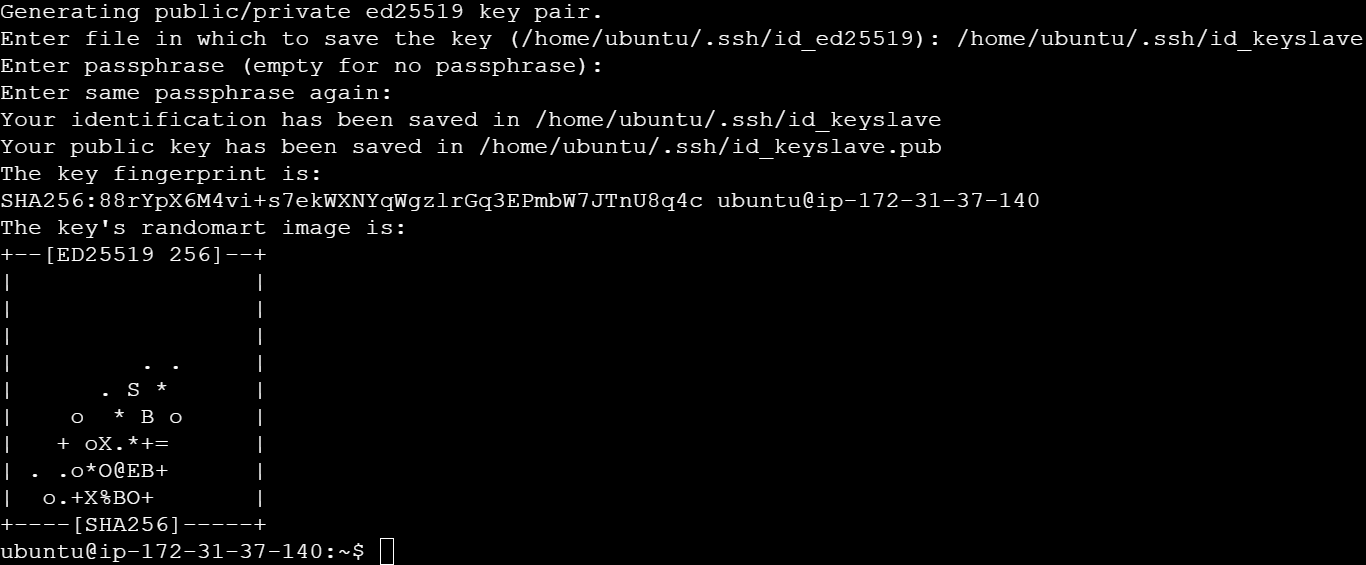 Generating public/private ed25519 key pair.
Enter file in which to save the key (/home/ubuntu/.ssh/id_ed25519): /home/ubuntu/.ssh/id_keyslave
Enter passphrase (empty for no passphrase):
Enter same passphrase again:
Your identification has been saved in /home/ubuntu/.ssh/id_keyslave
Your public key has been saved in /home/ubuntu/.ssh/id_keyslave.pub
The key fingerprint is:
SHA256:88rYpX6M4vi+s7ekWXNYqWgzlrGq3EPmbW7JTnU8q4c ubuntu@ip-172-31-37-140
The key's randomart image is:
+--[ED25519 256]--+
|                 |
|                 |
|                 |
|         . .     |
|      . S *      |
|    o  * B o     |
|   + oX.*+=      |
| . .o*O@EB+      |
|  o.+X%BO+       |
+----[SHA256]-----+
ubuntu@ip-172-31-37-140:~$